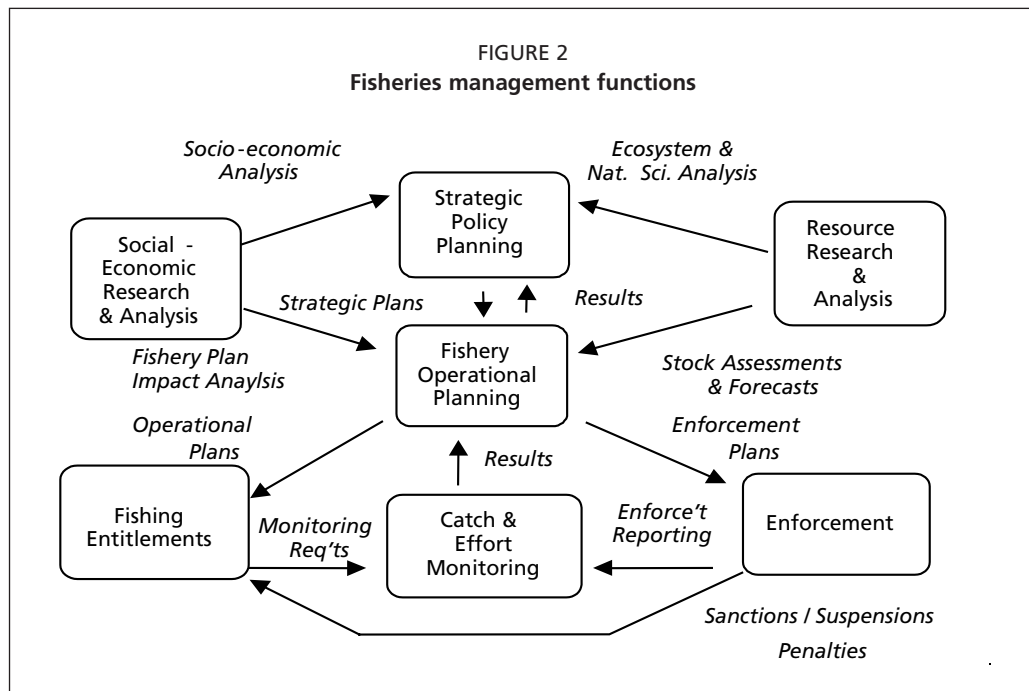 FIGURE 2
Fisheries management functions
Socio-economic
Analysis
Ecosystem &
Nat. Sci. Analysis
Strategic
Policy
Planning
Social -
Economic
Research
& Analysis
Resource
Research
&
Analysis
Strategic Plans
Results
Fishery Plan
Impact Anaylsis
Fishery
Operational
Planning
Stock Assessments
& Forecasts
Operational
Plans
Enforcement
Plans
Results
Fishing
Entitlements
Monitoring
Req'ts
Catch &
Effort
Monitoring
Enforce't
Reporting
Enforcement
Sanctions / Suspensions
Penalties